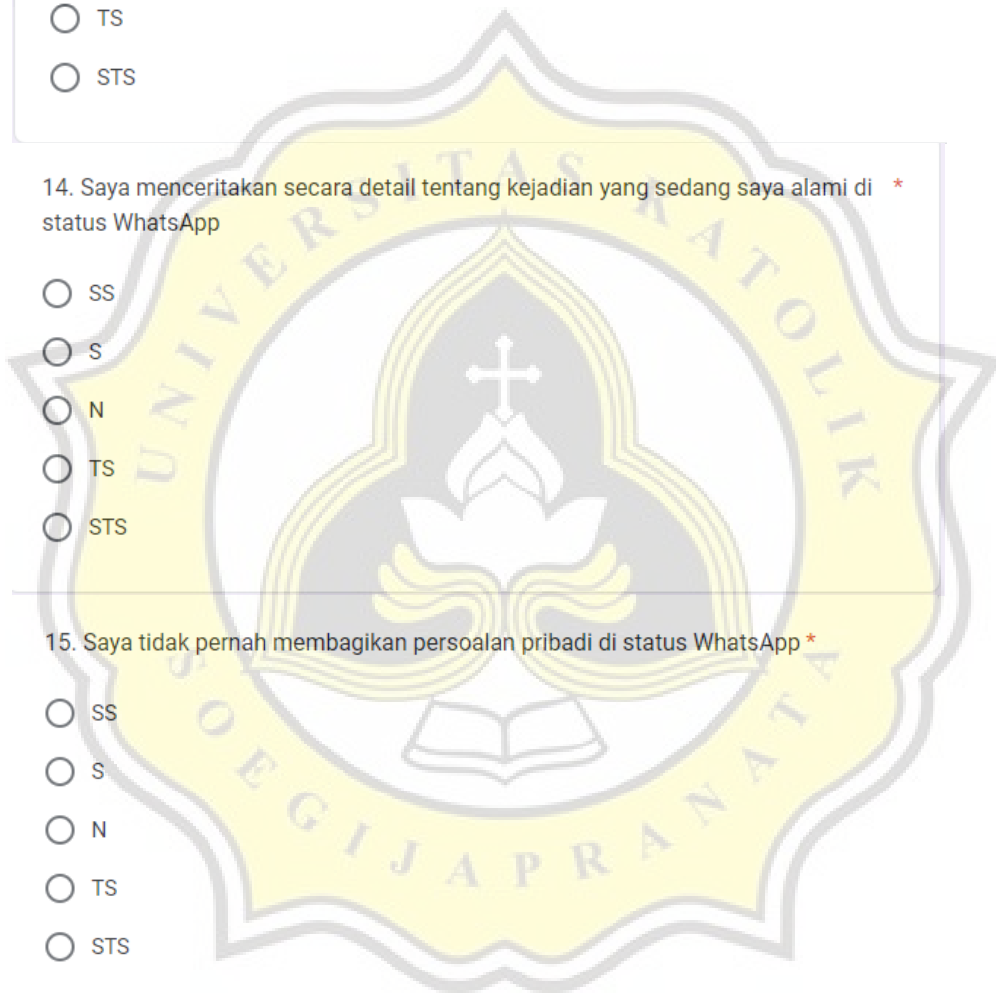 TS
STS
14. Saya menceritakan secara detail tentang kejadian yang sedang saya alami di *
status WhatsApp
SS
S
N
TS
STS
15. Saya tidak pernah membagikan persoalan pribadi di status WhatsApp *
SS
S
N
TS
STS
UNIVERSITAS KATOLIK
SOEGIJAPRANATA